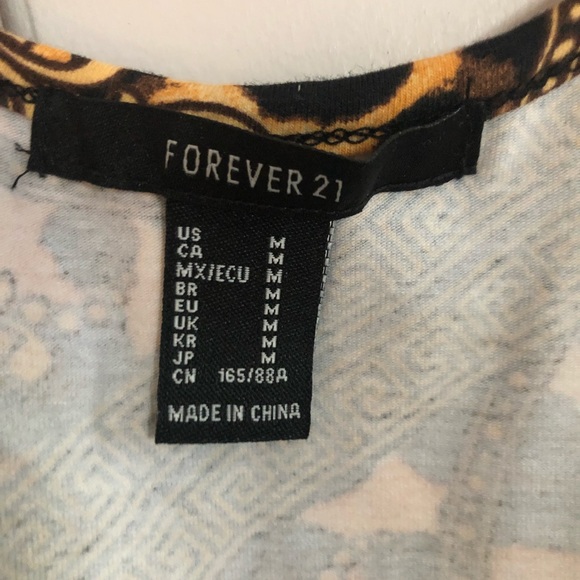 FOREVER 21
US M
CA M
MX/ECU M
BR M
EU M
UK M
KR M
JP M
CN 165/88A
MADE IN CHINA